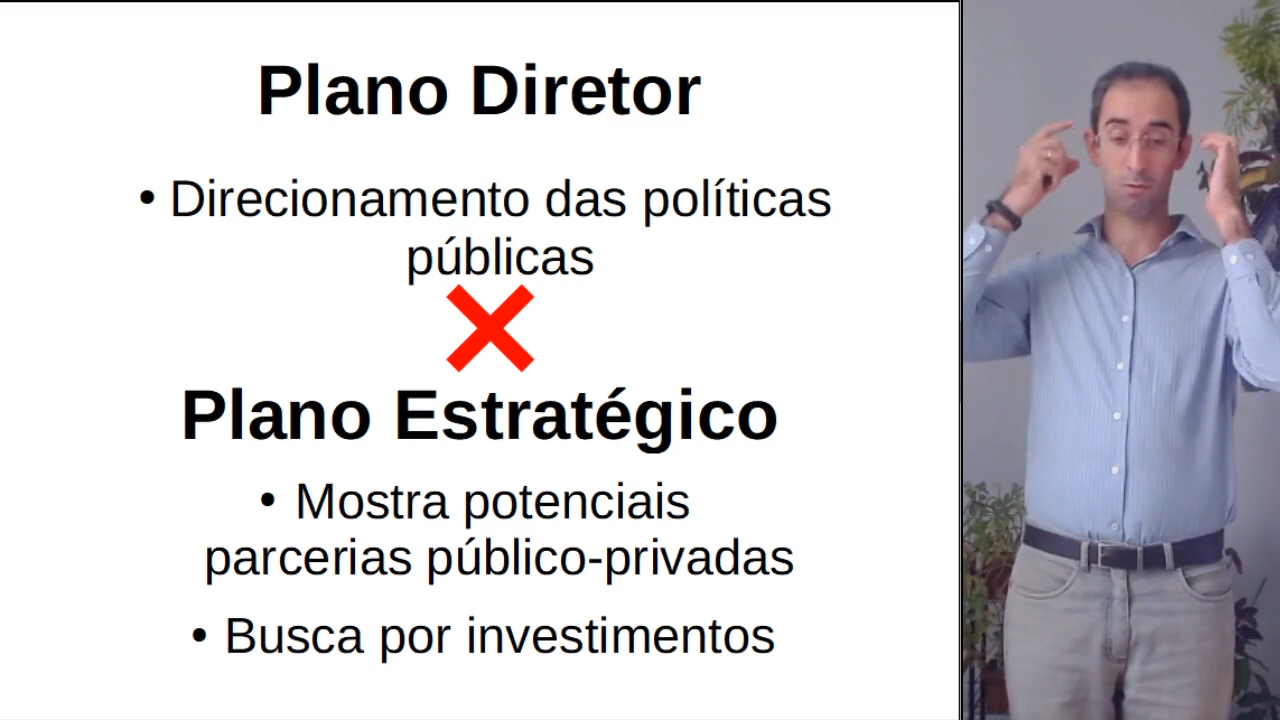 Plano Diretor
• Direcionamento das políticas
públicas
Plano Estratégico
• Mostra potenciais
parcerias público-privadas
• Busca por investimentos